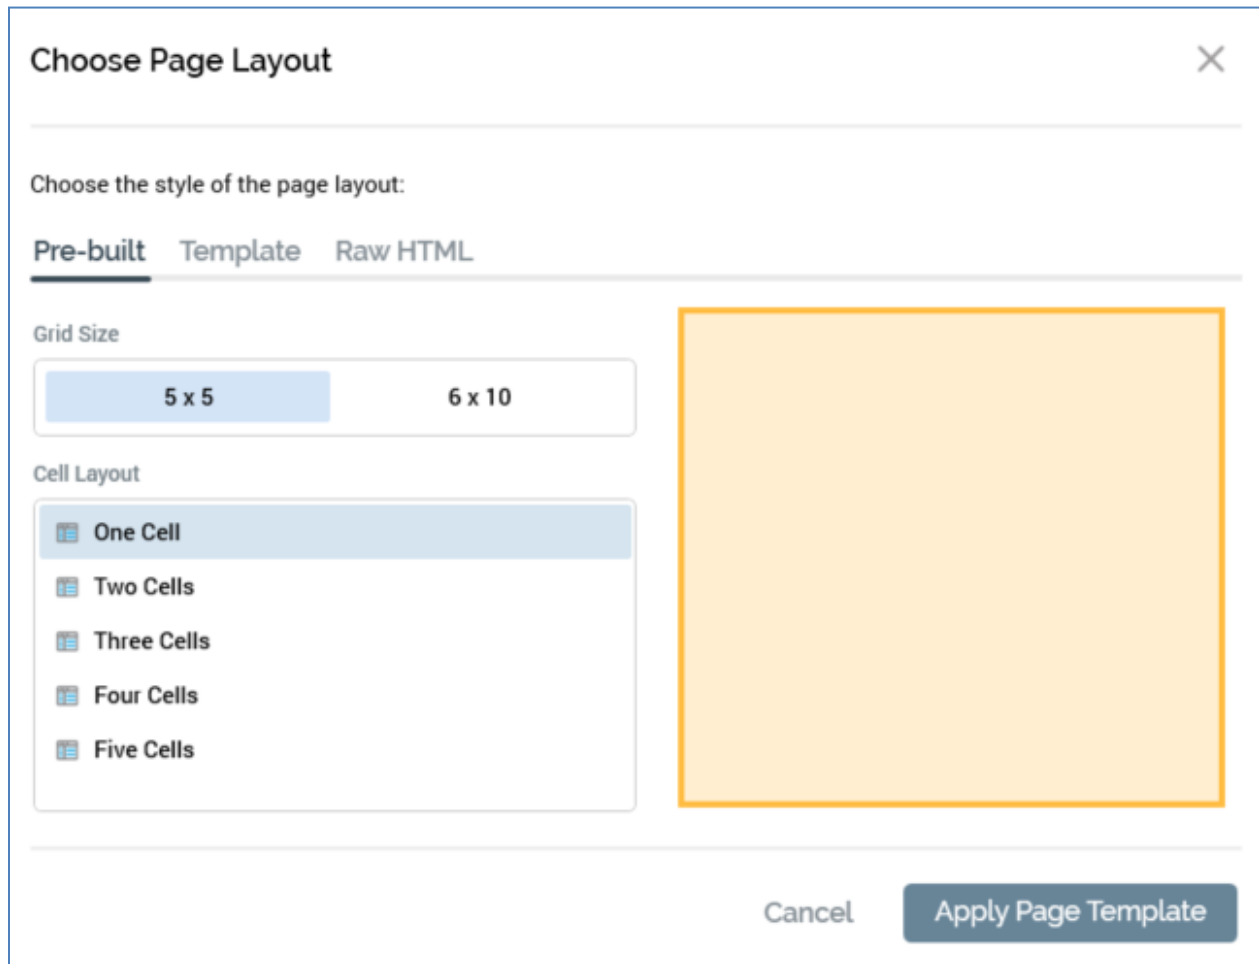 Choose Page Layout
Choose the style of the page layout:
Pre-built Template Raw HTML
Grid Size
5 x 5 6 x 10
Cell Layout
One Cell
Two Cells
Three Cells
Four Cells
Five Cells
Cancel Apply Page Template